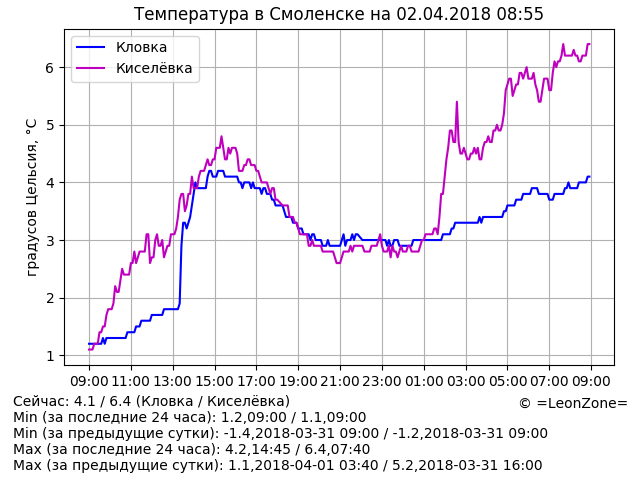 Температура в Смоленске на 02.04.2018 08:55
Кловка
Киселёвка
градусов Цельсия, °C
6
5
4
3
2
1
09:00 11:00 13:00 15:00 17:00 19:00 21:00 23:00 01:00 03:00 05:00 07:00 09:00
Сейчас: 4.1 / 6.4 (Кловка / Киселёвка)
© =LeonZone=
Min (за последние 24 часа): 1.2,09:00 / 1.1,09:00
Min (за предыдущие сутки): -1.4,2018-03-31 09:00 / -1.2,2018-03-31 09:00
Max (за последние 24 часа): 4.2,14:45 / 6.4,07:40
Max (за предыдущие сутки): 1.1,2018-04-01 03:40 / 5.2,2018-03-31 16:00